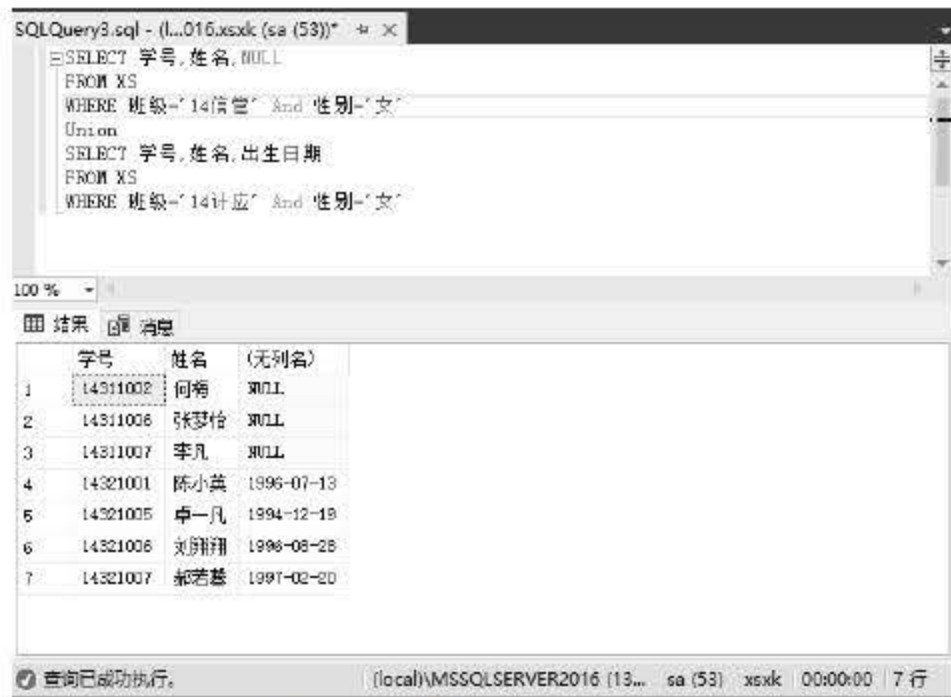 SQLQuery3.sql - (l...016.xsxk (sa (53))*
SELECT 学号,姓名,NULL
FROM XS
WHERE 班级='14信管' And 性别='女'
Union
SELECT 学号,姓名,出生日期
FROM XS
WHERE 班级='14计应' And 性别='女'
100 %
结果 消息
学号 姓名 (无列名)
1 14311002 何梅 NULL
2 14311006 张梦怡 NULL
3 14311007 李凡 NULL
4 14321001 陈小英 1996-07-13
5 14321005 卓一凡 1994-12-19
6 14321006 刘翔翔 1996-08-28
7 14321007 郝若慕 1997-02-20
查询已成功执行。 (local)\MSSQLSERVER2016 (13... sa (53) xsxk 00:00:00 7 行